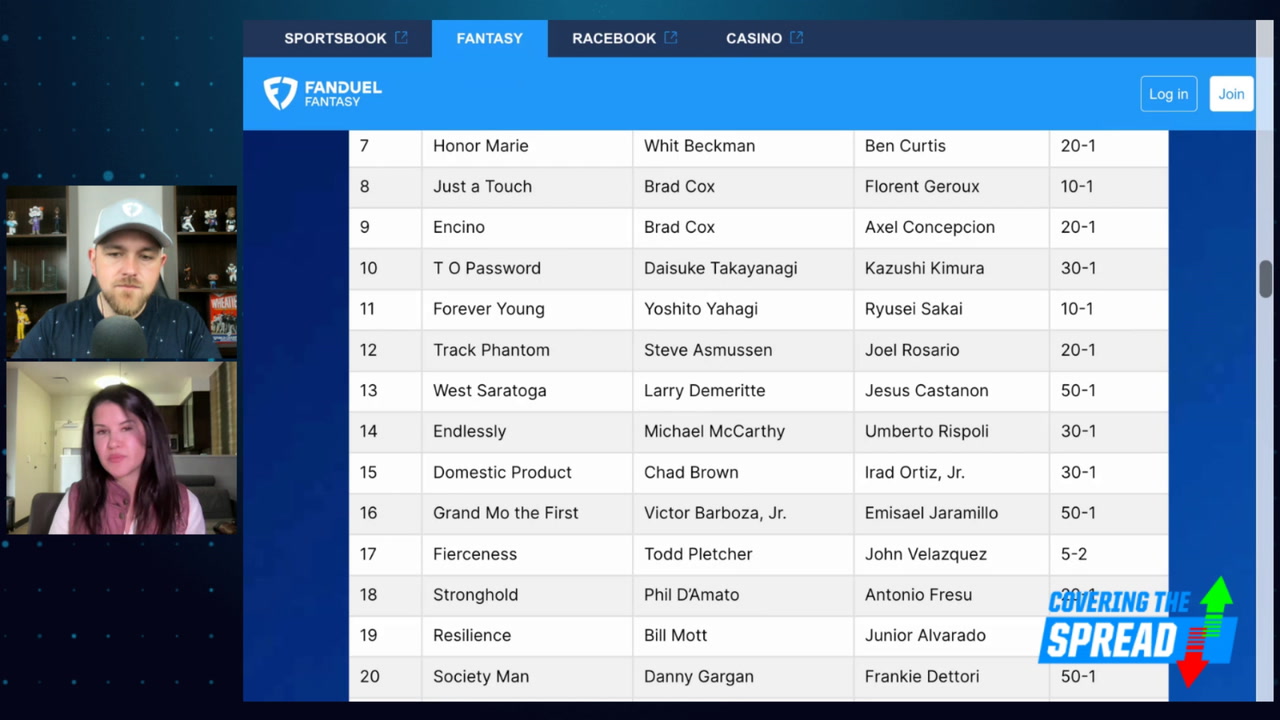 SPORTSBOOK FANTASY RACEBOOK CASINO
FANDUEL
FANTASY
Log in Join
7 Honor Marie Whit Beckman Ben Curtis 20-1
8 Just a Touch Brad Cox Florent Geroux 10-1
9 Encino Brad Cox Axel Concepcion 20-1
10 T O Password Daisuke Takayanagi Kazushi Kimura 30-1
11 Forever Young Yoshito Yahagi Ryusei Sakai 10-1
12 Track Phantom Steve Asmussen Joel Rosario 20-1
13 West Saratoga Larry Demeritte Jesus Castanon 50-1
14 Endlessly Michael McCarthy Umberto Rispoli 30-1
15 Domestic Product Chad Brown Irad Ortiz, Jr. 30-1
16 Grand Mo the First Victor Barboza, Jr. Emisael Jaramillo 50-1
17 Fierceness Todd Pletcher John Velazquez 5-2
18 Stronghold Phil D’Amato Antonio Fresu
19 Resilience Bill Mott Junior Alvarado
20 Society Man Danny Gargan Frankie Dettori 50-1
COVERING THE
SPREAD
WHEATIES